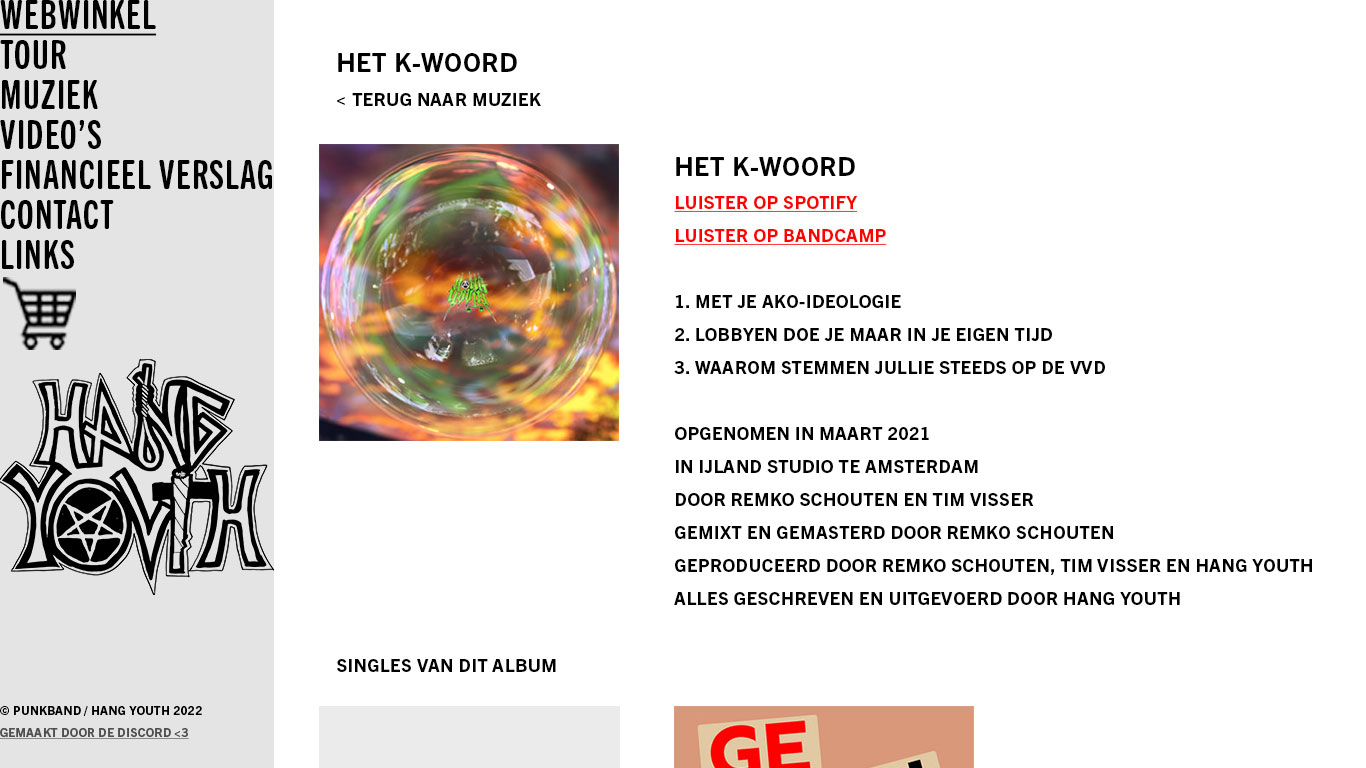 WEBWINKEL
TOUR
MUZIEK
VIDEO’S
FINANCIEEL VERSLAG
CONTACT
LINKS
HANG
YOUTH
© PUNKBAND / HANG YOUTH 2022
GEMAAKT DOOR DE DISCORD <3
HET K-WOORD
< TERUG NAAR MUZIEK
HET K-WOORD
LUISTER OP SPOTIFY
LUISTER OP BANDCAMP
1. MET JE AKO-IDEOLOGIE
2. LOBBYEN DOE JE MAAR IN JE EIGEN TIJD
3. WAAROM STEMMEN JULLIE STEEDS OP DE VVD
OPGENOMEN IN MAART 2021
IN IJLAND STUDIO TE AMSTERDAM
DOOR REMKO SCHOUTEN EN TIM VISSER
GEMIXT EN GEMASTERD DOOR REMKO SCHOUTEN
GEPRODUCEERD DOOR REMKO SCHOUTEN, TIM VISSER EN HANG YOUTH
ALLES GESCHREVEN EN UITGEVOERD DOOR HANG YOUTH
SINGLES VAN DIT ALBUM
GE